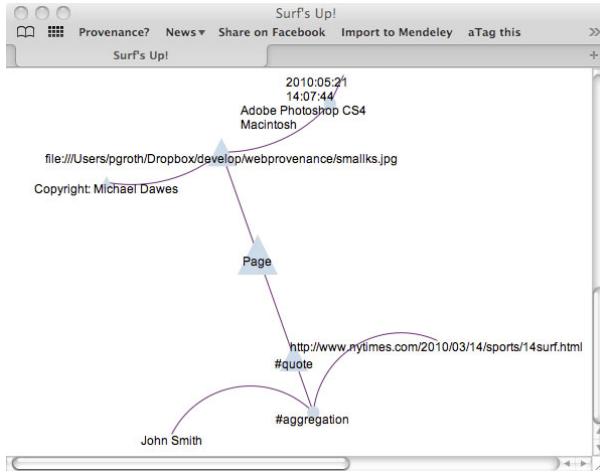 Surf's Up!
Provenance? News▾ Share on Facebook Import to Mendeley aTag this
Surf's Up!
2010:05:21
14:07:44
Adobe Photoshop CS4
Macintosh
file:///Users/pgroth/Dropbox/develop/webprovenance/smallks.jpg
Copyright: Michael Dawes
Page
http://www.nytimes.com/2010/03/14/sports/14surf.html
#quote
#aggregation
John Smith